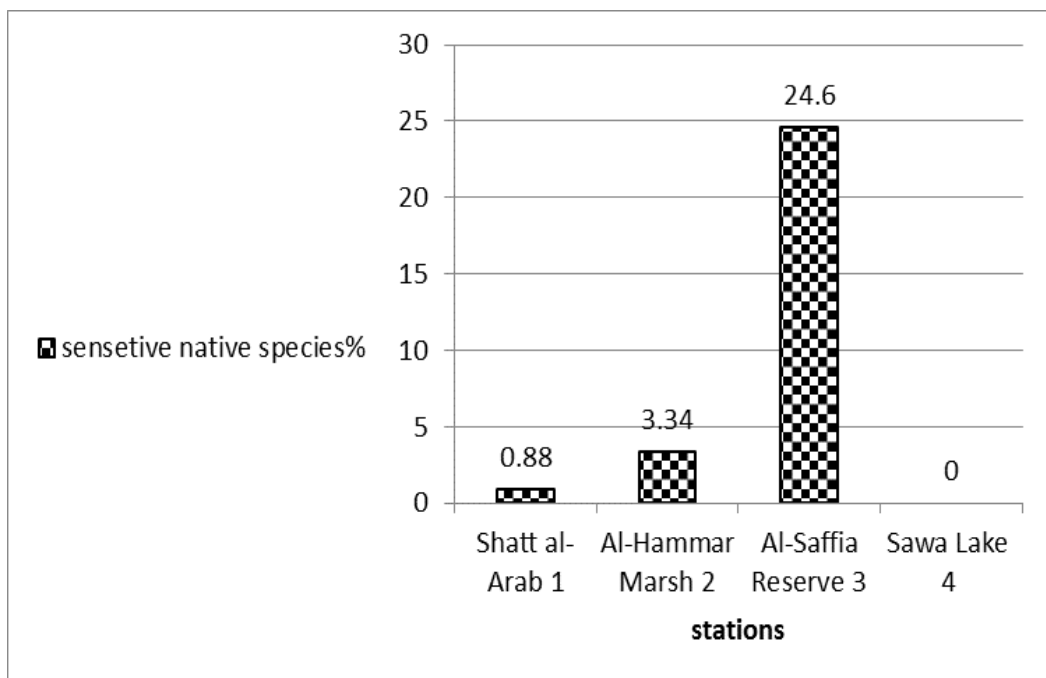 30
25
20
15
10
5
0
0.88
3.34
24.6
0
sensetive native species%
Shatt al-
Arab 1
Al-Hammar
Marsh 2
Al-Saffia
Reserve 3
Sawa Lake
4
stations